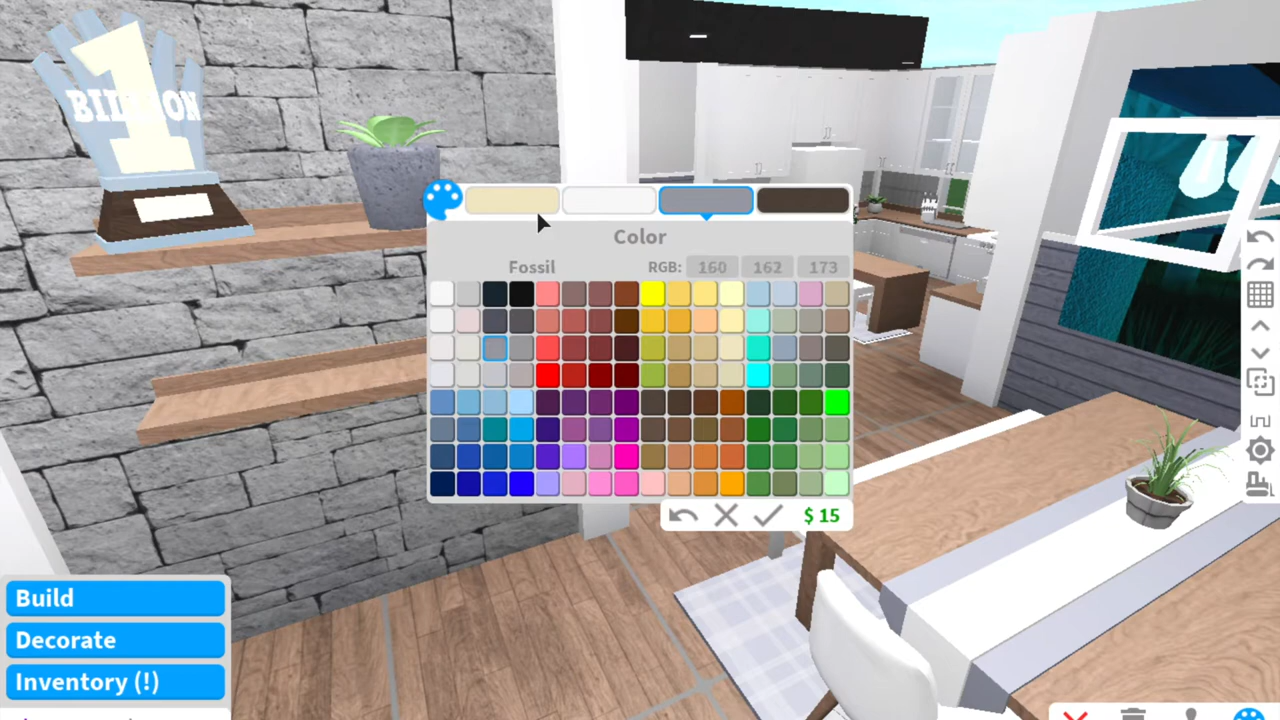 1
BILLION
Color
Fossil
RGB: 160 162 173
$ 15
Build
Decorate
Inventory (!)